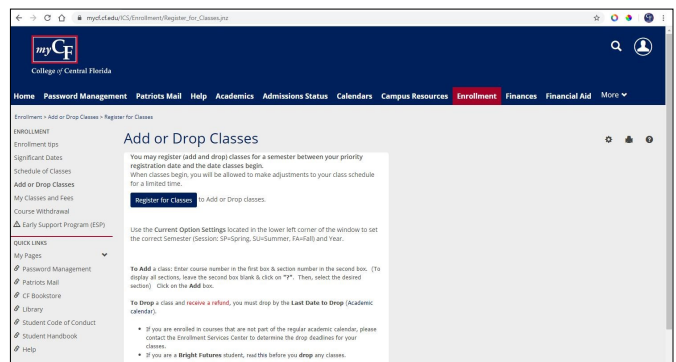 mycf.cf.edu/ICS/Enrollment/Register_for_Classes.jnz
myCF
College of Central Florida
Home Password Management Patriots Mail Help Academics Admissions Status Calendars Campus Resources Enrollment Finances Financial Aid More
Enrollment > Add or Drop Classes > Register for Classes
ENROLLMENT
Enrollment tips
Significant Dates
Schedule of Classes
Add or Drop Classes
My Classes and Fees
Course Withdrawal
Early Support Program (ESP)
QUICK LINKS
My Pages
Password Management
Patriots Mail
CF Bookstore
Library
Student Code of Conduct
Student Handbook
Help
Add or Drop Classes
You may register (add and drop) classes for a semester between your priority
registration date and the date classes begin.
When classes begin, you will be allowed to make adjustments to your class schedule
for a limited time.
Register for Classes to Add or Drop classes.
Use the Current Option Settings located in the lower left corner of the window to set
the correct Semester (Session: SP=Spring, SU=Summer, FA=Fall) and Year.
To Add a class: Enter course number in the first box & section number in the second box. (To
display all sections, leave the second box blank & click on "?". Then, select the desired
section) Click on the Add box.
To Drop a class and receive a refund, you must drop by the Last Date to Drop (Academic
calendar).
• If you are enrolled in courses that are not part of the regular academic calendar, please
contact the Enrollment Services Center to determine the drop deadlines for your
classes.
• If you are a Bright Futures student, read this before you drop any classes.